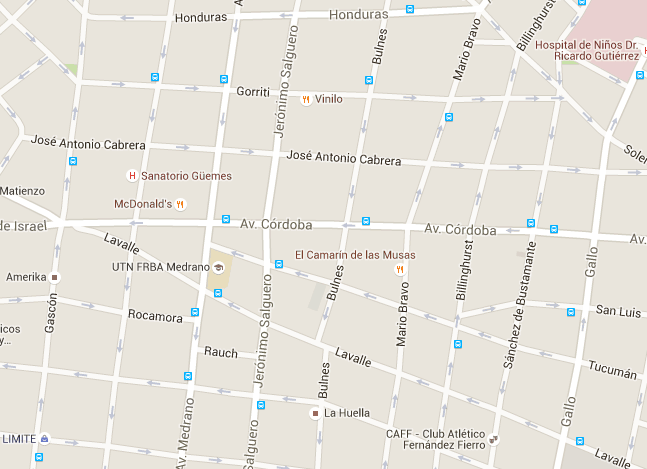 Honduras
Honduras
Jerónimo Salguero
Bulnes
Mario Bravo
Billinghurst
Gallo
Hospital de Niños Dr.
Ricardo Gutiérrez
H
Gorriti
Vinilo
José Antonio Cabrera
José Antonio Cabrera
Soler
H
Sanatorio Güemes
Matienzo
McDonald's
de Israel
Av. Córdoba
Av. Córdoba
Av.
Lavalle
El Camarín de las Musas
UTN FRBA Medrano
Amerika
Bulnes
Billinghurst
Sánchez de Bustamante
Gallo
Gascón
Jerónimo Salguero
Mario Bravo
Rocamora
San Luis
icos
y...
Rauch
Lavalle
Tucumán
Bulnes
Gallo
La Huella
Av. Medrano
Salguero
LIMITE
CAFF - Club Atlético
Fernández Fierro